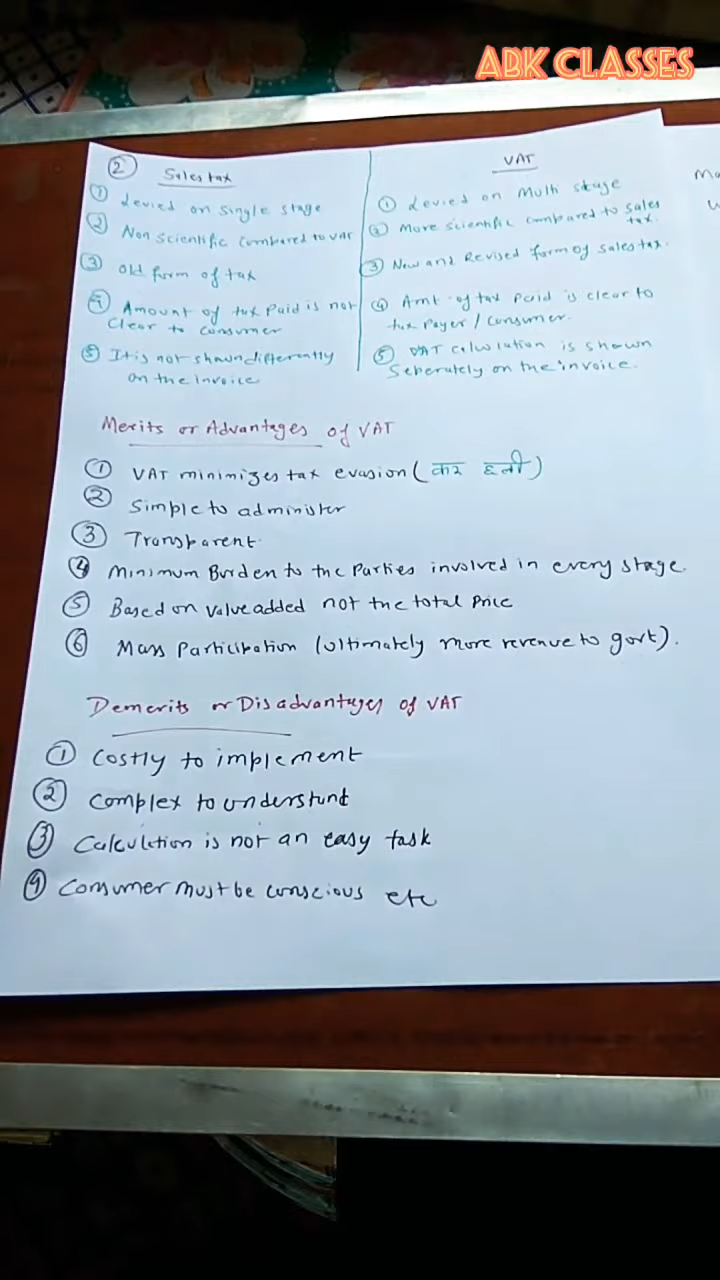 ABK CLASSES
② Sales tax
① Levied on single stage
② Non scientific compared to VAT
③ Old form of tax
④ Amount of tax paid is not
clear to consumer
⑤ It is not shown differently
on the invoice
VAT
① Levied on Multi stage
② More scientific compared to sales
tax.
③ New and Revised form of sales tax.
④ Amt. of tax paid is clear to
tax payer / consumer.
⑤ VAT calculation is shown
Seberately on the invoice.
Merits or Advantages of VAT
① VAT minimizes tax evasion (कर छली)
② Simple to administer
③ Transparent.
④ Minimum Burden to the Parties involved in every stage.
⑤ Based on value added not the total Price
⑥ Mass Participation (ultimately more revenue to govt).
Demerits or Disadvantages of VAT
① Costly to implement
② Complex to understand
③ Calculation is not an easy task
④ Consumer must be conscious etc